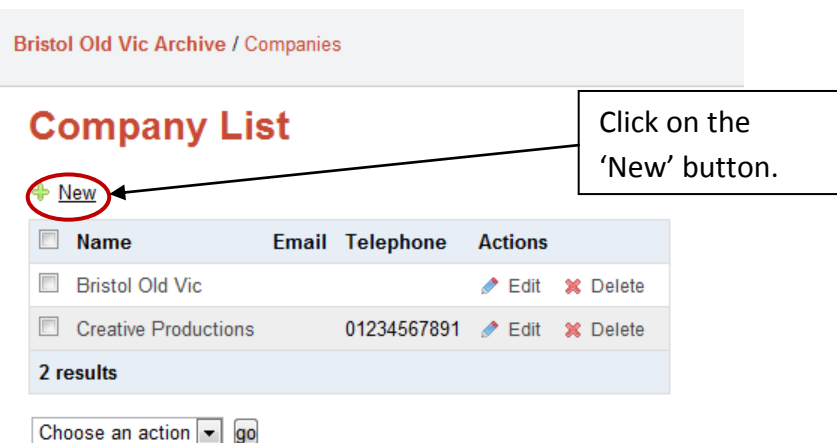 Bristol Old Vic Archive / Companies
Company List
Click on the
‘New’ button.
New
Name Email Telephone Actions
Bristol Old Vic Edit Delete
Creative Productions 01234567891 Edit Delete
2 results
Choose an action go